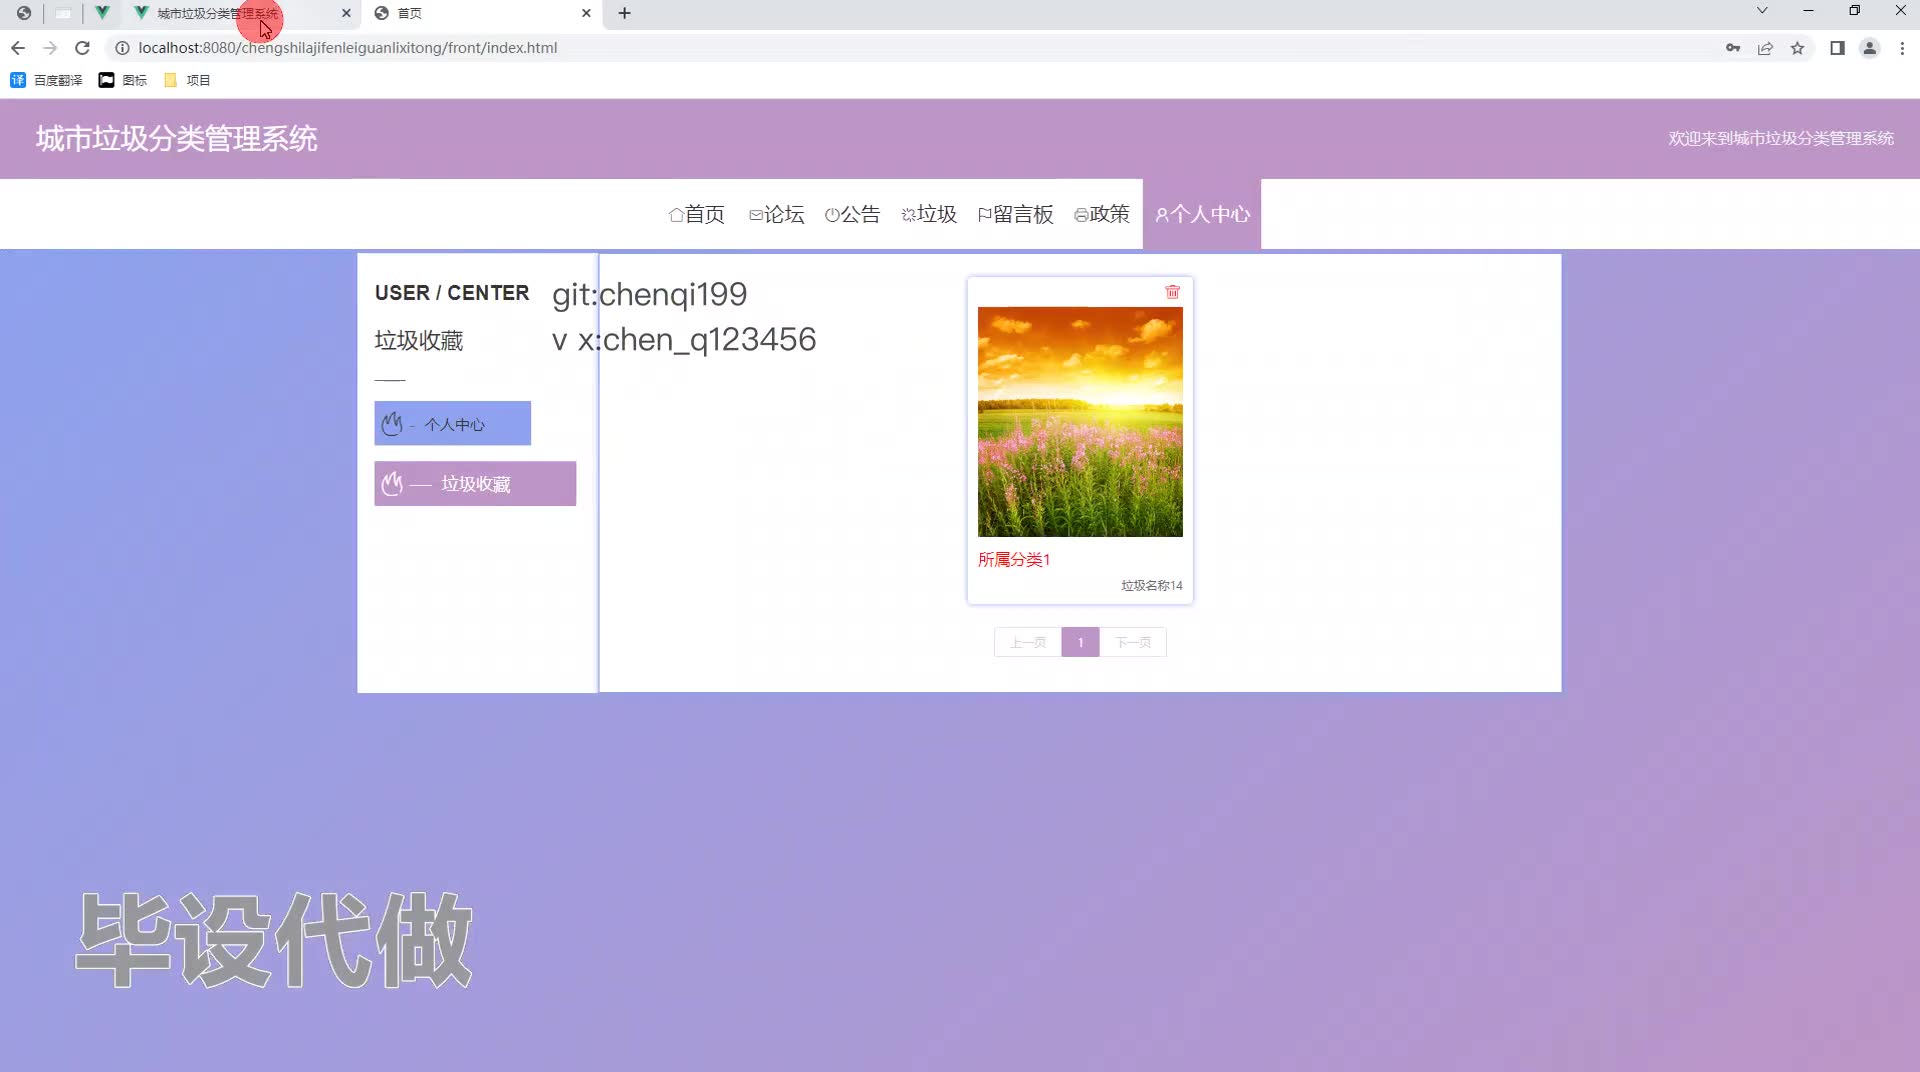 城市垃圾分类管理系统
首页
localhost:8080/chengshilajifenleiguanlixitong/front/index.html
百度翻译
图标
项目
城市垃圾分类管理系统
欢迎来到城市垃圾分类管理系统
首页
论坛
公告
垃圾
留言板
政策
个人中心
USER / CENTER
git:chenqi199
垃圾收藏
v x:chen_q123456
个人中心
垃圾收藏
所属分类1
垃圾名称14
上一页
1
下一页
毕设代做